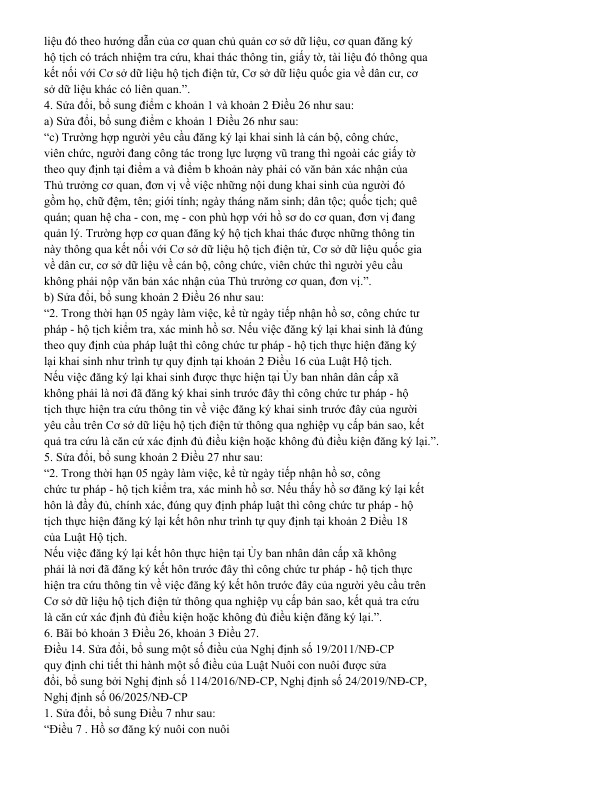 liệu đó theo hướng dẫn của cơ quan chủ quản cơ sở dữ liệu, cơ quan đăng ký
hộ tịch có trách nhiệm tra cứu, khai thác thông tin, giấy tờ, tài liệu đó thông qua
kết nối với Cơ sở dữ liệu hộ tịch điện tử, Cơ sở dữ liệu quốc gia về dân cư, cơ
sở dữ liệu khác có liên quan.”.
4. Sửa đổi, bổ sung điểm c khoản 1 và khoản 2 Điều 26 như sau:
a) Sửa đổi, bổ sung điểm c khoản 1 Điều 26 như sau:
“c) Trường hợp người yêu cầu đăng ký lại khai sinh là cán bộ, công chức,
viên chức, người đang công tác trong lực lượng vũ trang thì ngoài các giấy tờ
theo quy định tại điểm a và điểm b khoản này phải có văn bản xác nhận của
Thủ trưởng cơ quan, đơn vị về việc những nội dung khai sinh của người đó
gồm họ, chữ đệm, tên; giới tính; ngày tháng năm sinh; dân tộc; quốc tịch; quê
quán; quan hệ cha - con, mẹ - con phù hợp với hồ sơ do cơ quan, đơn vị đang
quản lý. Trường hợp cơ quan đăng ký hộ tịch khai thác được những thông tin
này thông qua kết nối với Cơ sở dữ liệu hộ tịch điện tử, Cơ sở dữ liệu quốc gia
về dân cư, cơ sở dữ liệu về cán bộ, công chức, viên chức thì người yêu cầu
không phải nộp văn bản xác nhận của Thủ trưởng cơ quan, đơn vị.”.
b) Sửa đổi, bổ sung khoản 2 Điều 26 như sau:
“2. Trong thời hạn 05 ngày làm việc, kể từ ngày tiếp nhận hồ sơ, công chức tư
pháp - hộ tịch kiểm tra, xác minh hồ sơ. Nếu việc đăng ký lại khai sinh là đúng
theo quy định của pháp luật thì công chức tư pháp - hộ tịch thực hiện đăng ký
lại khai sinh như trình tự quy định tại khoản 2 Điều 16 của Luật Hộ tịch.
Nếu việc đăng ký lại khai sinh được thực hiện tại Ủy ban nhân dân cấp xã
không phải là nơi đã đăng ký khai sinh trước đây thì công chức tư pháp - hộ
tịch thực hiện tra cứu thông tin về việc đăng ký khai sinh trước đây của người
yêu cầu trên Cơ sở dữ liệu hộ tịch điện tử thông qua nghiệp vụ cấp bản sao, kết
quả tra cứu là căn cứ xác định đủ điều kiện hoặc không đủ điều kiện đăng ký lại.”.
5. Sửa đổi, bổ sung khoản 2 Điều 27 như sau:
“2. Trong thời hạn 05 ngày làm việc, kể từ ngày tiếp nhận hồ sơ, công
chức tư pháp - hộ tịch kiểm tra, xác minh hồ sơ. Nếu thấy hồ sơ đăng ký lại kết
hôn là đầy đủ, chính xác, đúng quy định pháp luật thì công chức tư pháp - hộ
tịch thực hiện đăng ký lại kết hôn như trình tự quy định tại khoản 2 Điều 18
của Luật Hộ tịch.
Nếu việc đăng ký lại kết hôn thực hiện tại Ủy ban nhân dân cấp xã không
phải là nơi đã đăng ký kết hôn trước đây thì công chức tư pháp - hộ tịch thực
hiện tra cứu thông tin về việc đăng ký kết hôn trước đây của người yêu cầu trên
Cơ sở dữ liệu hộ tịch điện tử thông qua nghiệp vụ cấp bản sao, kết quả tra cứu
là căn cứ xác định đủ điều kiện hoặc không đủ điều kiện đăng ký lại.”.
6. Bãi bỏ khoản 3 Điều 26, khoản 3 Điều 27.
Điều 14. Sửa đổi, bổ sung một số điều của Nghị định số 19/2011/NĐ-CP
quy định chi tiết thi hành một số điều của Luật Nuôi con nuôi được sửa
đổi, bổ sung bởi Nghị định số 114/2016/NĐ-CP, Nghị định số 24/2019/NĐ-CP,
Nghị định số 06/2025/NĐ-CP
1. Sửa đổi, bổ sung Điều 7 như sau:
“Điều 7 . Hồ sơ đăng ký nuôi con nuôi